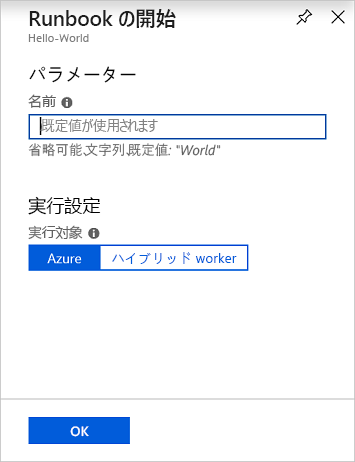 Runbook の開始
Hello-World
パラメーター
名前
既定値が使用されます
省略可能,文字列,既定値: "World"
実行設定
実行対象
Azure ハイブリッド worker
OK